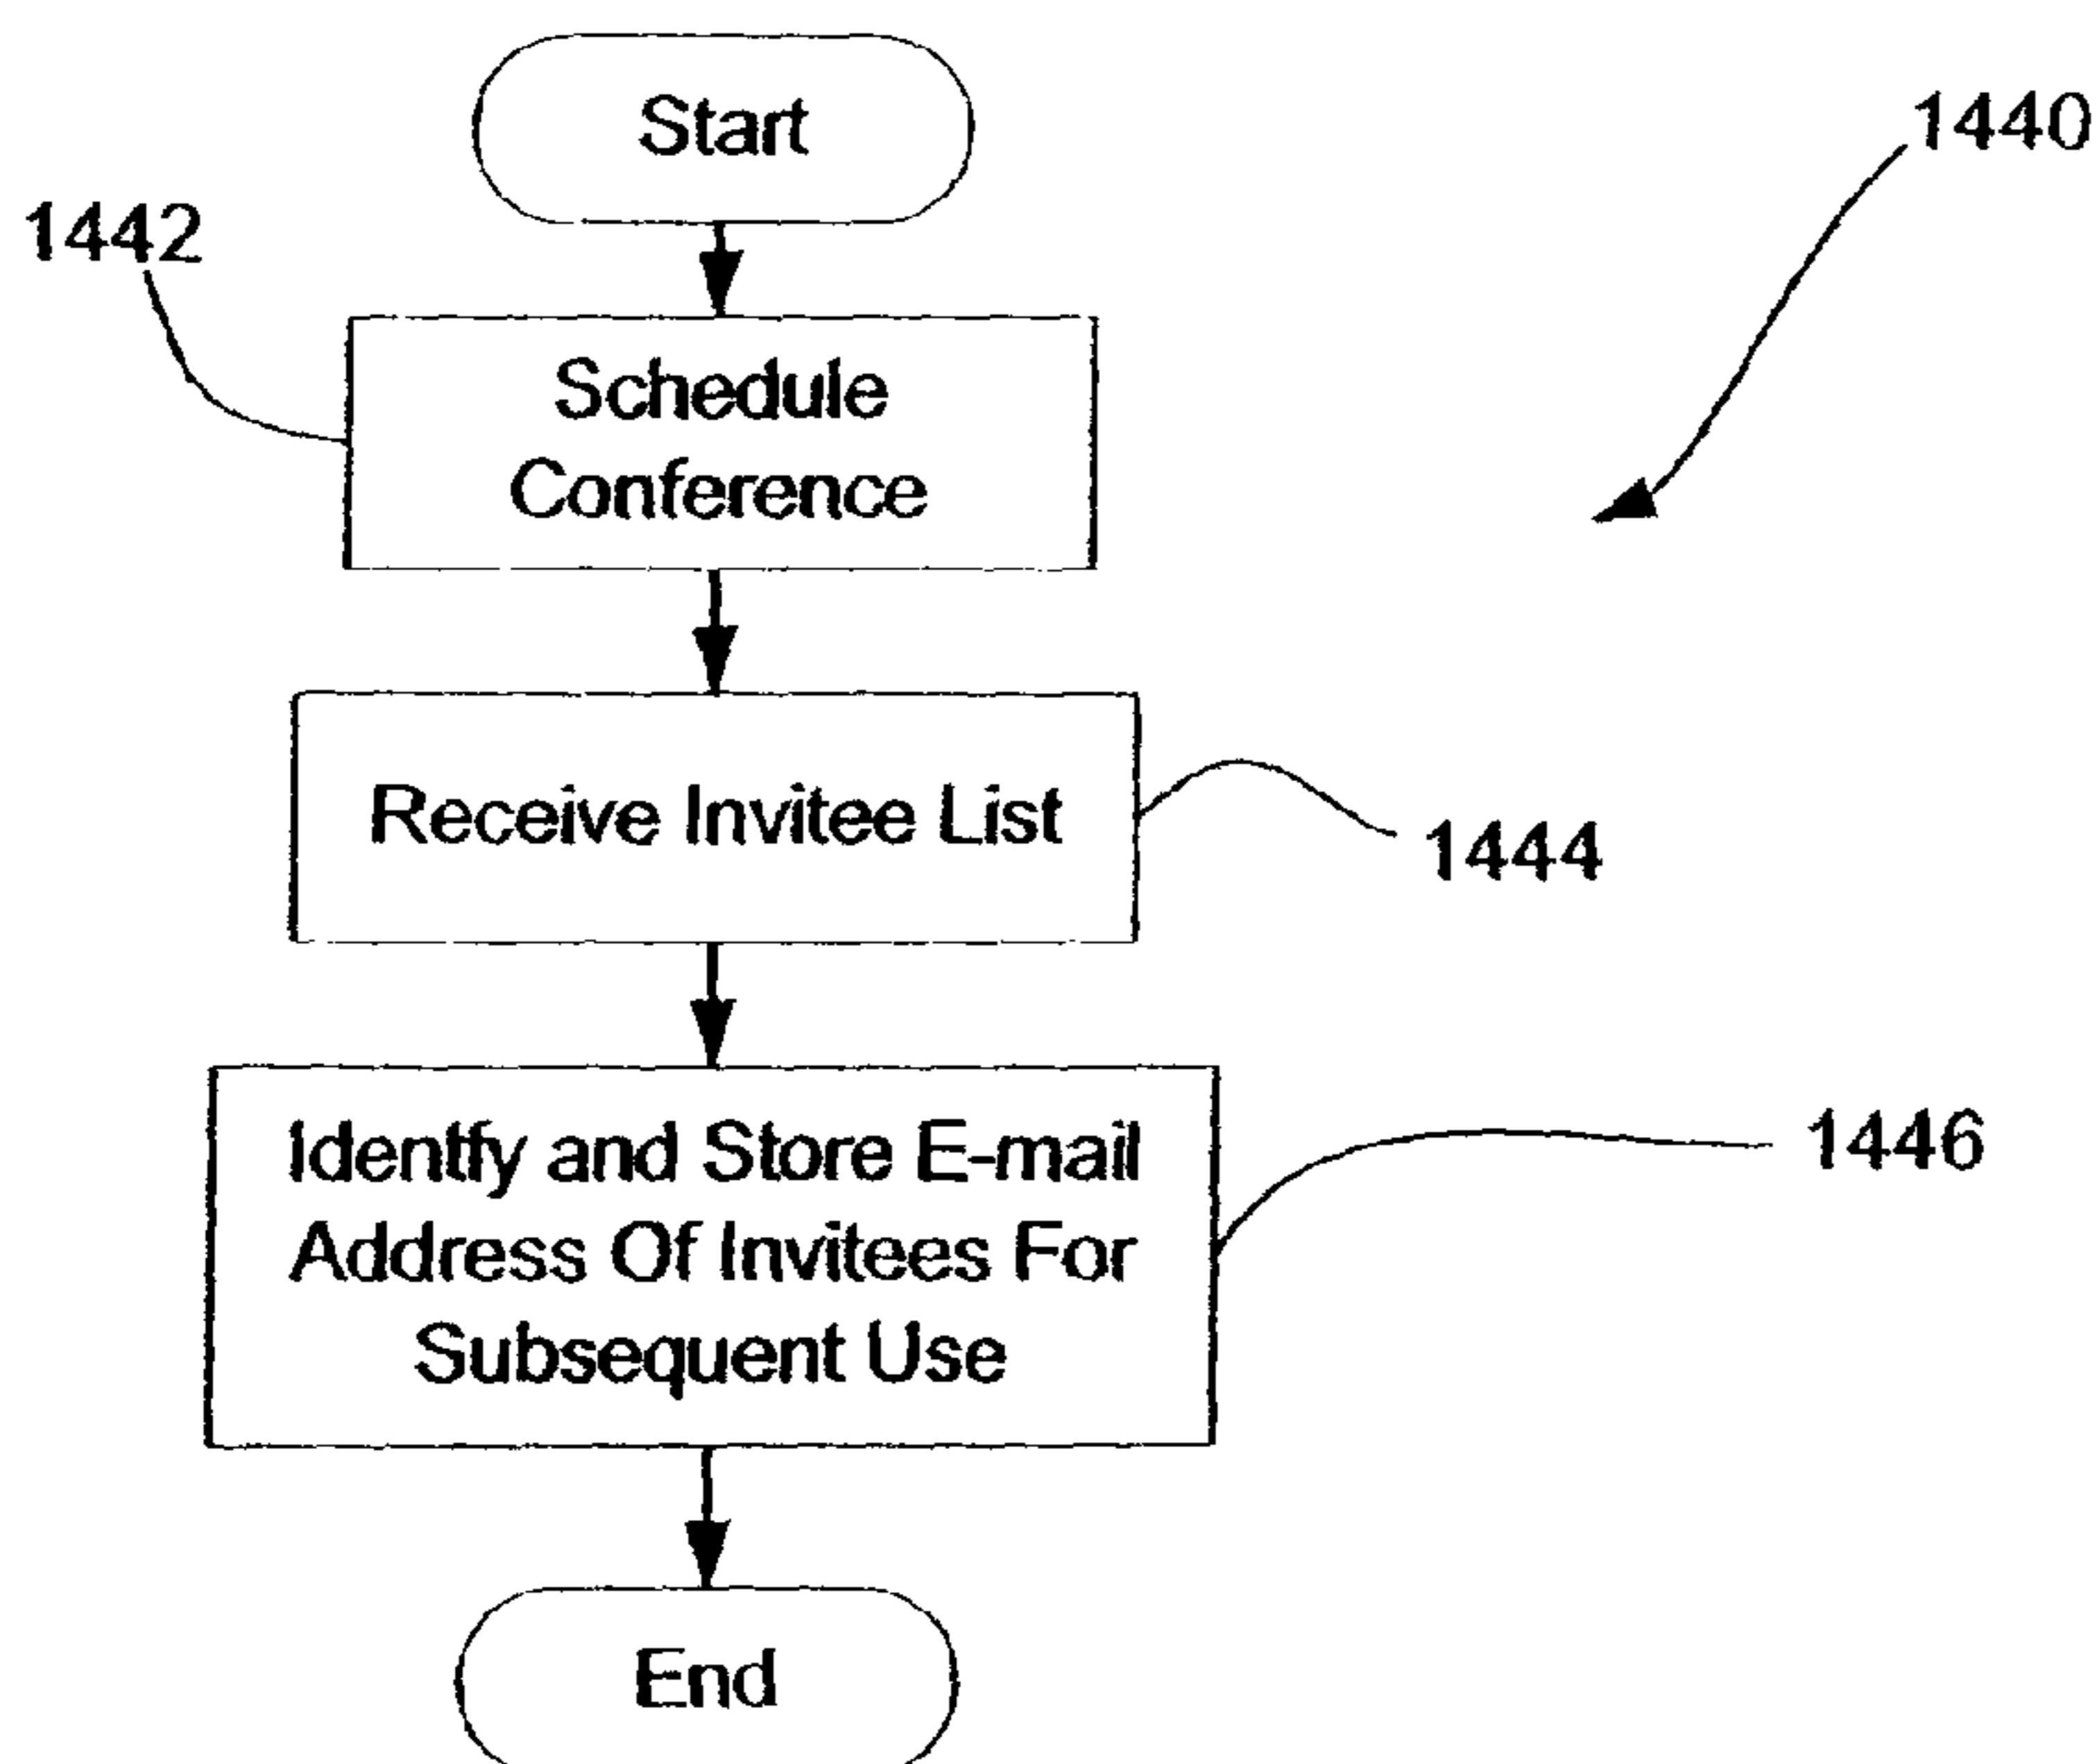 Start
1440
1442
Schedule
Conference
Receive Invitee List
1444
Identify and Store E-mail
1446
Address Of Invitees For
Subsequent Use
End